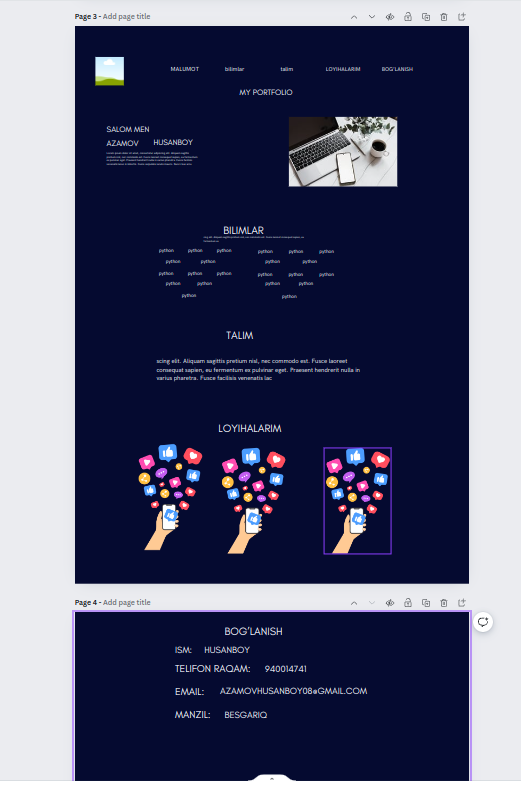 Page 3 - Add page title
MALUMOT bilimlar talim LOYIHALARIM BOG'LANISH
MY PORTFOLIO
SALOM MEN
AZAMOV HUSANBOY
BILIMLAR
python python python python python python
python python python python
python python python python python python
python python python python
python python
TALIM
scing elit. Aliquam sagittis pretium nisl, nec commodo est. Fusce laoreet
consequat sapien, eu fermentum ex pulvinar eget. Praesent hendrerit nulla in
varius pharetra. Fusce facilisis venenatis lac
LOYIHALARIM
Page 4 - Add page title
BOG'LANISH
ISM: HUSANBOY
TELIFON RAQAM: 940014741
EMAIL: AZAMOVHUSANBOY08@GMAIL.COM
MANZIL: BESGARIQ